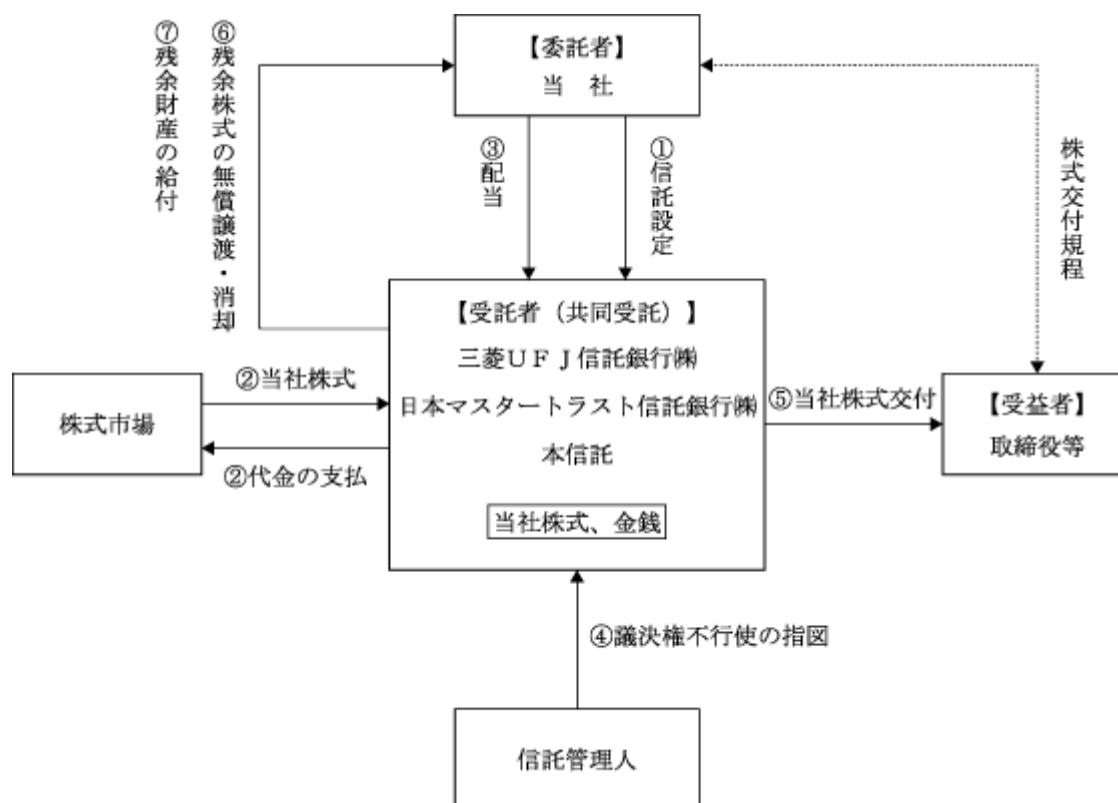 ⑦残余財産の給付
⑥残余株式の無償譲渡・消却
【委託者】
当　社
③配当
①信託設定
株式交付規程
【受託者（共同受託）】
三菱ＵＦＪ信託銀行㈱
日本マスタートラスト信託銀行㈱
本信託
当社株式、金銭
株式市場
②当社株式
②代金の支払
⑤当社株式交付
【受益者】
取締役等
④議決権不行使の指図
信託管理人